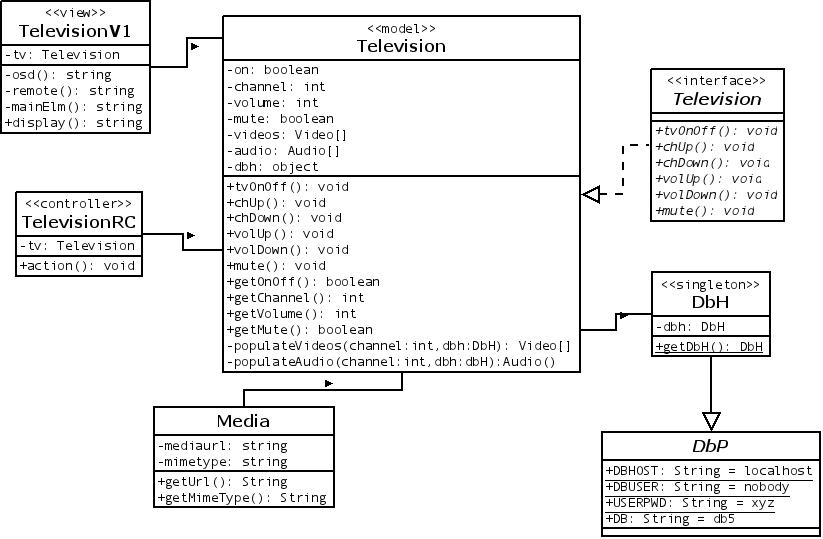 <<view>>
TelevisionV1
-tv: Television
-osd(): string
-remote(): string
-mainElm(): string
+display(): string
<<model>>
Television
-on: boolean
-channel: int
-volume: int
-mute: boolean
-videos: Video[]
-audio: Audio[]
-dbh: object
+tvOnOff(): void
+chUp(): void
+chDown(): void
+volUp(): void
+volDown(): void
+mute(): void
+getOnOff(): boolean
+getChannel(): int
+getVolume(): int
+getMute(): boolean
-populateVideos(channel:int,dbh:DbH): Video[]
-populateAudio(channel:int,dbh:dbH):Audio()
<<interface>>
Television
+tvOnOff(): void
+chUp(): void
+chDown(): void
+volUp(): void
+volDown(): void
+mute(): void
<<controller>>
TelevisionRC
-tv: Television
+action(): void
<<singleton>>
DbH
-dbh: DbH
+getDbH(): DbH
Media
-mediaurl: string
-mimetype: string
+getUrl(): String
+getMimeType(): String
DbP
+DBHOST: String = localhost
+DBUSER: String = nobody
+USERPWD: String = xyz
+DB: String = db5